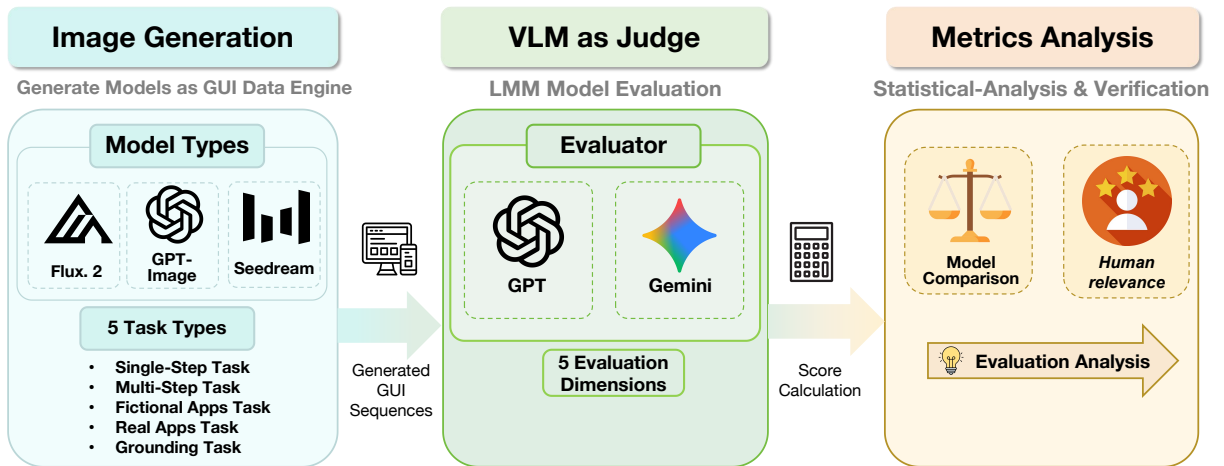 Image Generation
Generate Models as GUI Data Engine
Model Types
Flux. 2
GPT-
Image
Seedream
5 Task Types
• Single-Step Task
• Multi-Step Task
• Fictional Apps Task
• Real Apps Task
• Grounding Task
Generated
GUI
Sequences
VLM as Judge
LMM Model Evaluation
Evaluator
GPT
Gemini
5 Evaluation
Dimensions
Score
Calculation
Metrics Analysis
Statistical-Analysis & Verification
Model
Comparison
Human
relevance
Evaluation Analysis